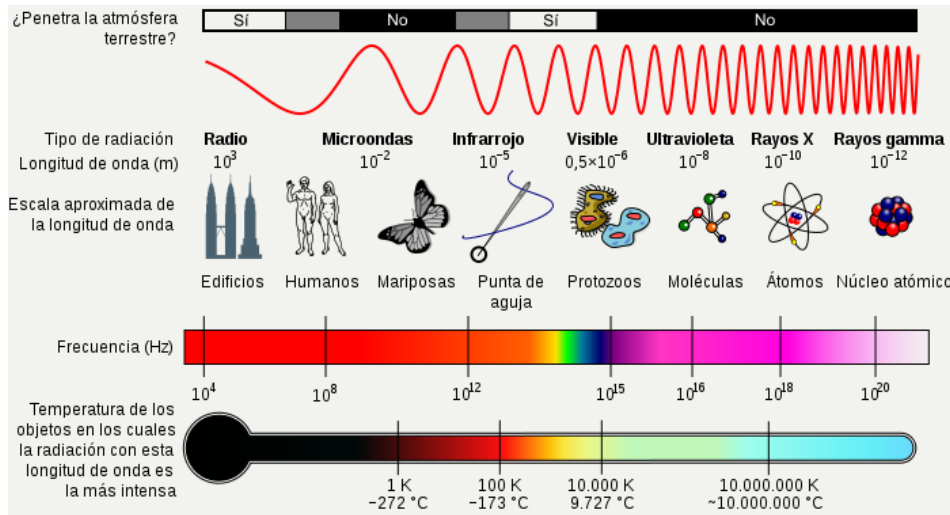 ¿Penetra la atmósfera
terrestre?
Sí No Sí No
Tipo de radiación Radio Microondas Infrarrojo Visible Ultravioleta Rayos X Rayos gamma
Longitud de onda (m) 10³ 10⁻² 10⁻⁵ 0,5×10⁻⁶ 10⁻⁸ 10⁻¹⁰ 10⁻¹²
Escala aproximada de
la longitud de onda
Edificios Humanos Mariposas Punta de Protozoos Moléculas Átomos Núcleo atómico
aguja
Frecuencia (Hz)
10⁴ 10⁸ 10¹² 10¹⁵ 10¹⁶ 10¹⁸ 10²⁰
Temperatura de los
objetos en los cuales
la radiación con esta
longitud de onda es
la más intensa
1 K 100 K 10.000 K 10.000.000 K
−272 °C −173 °C 9.727 °C ~10.000.000 °C